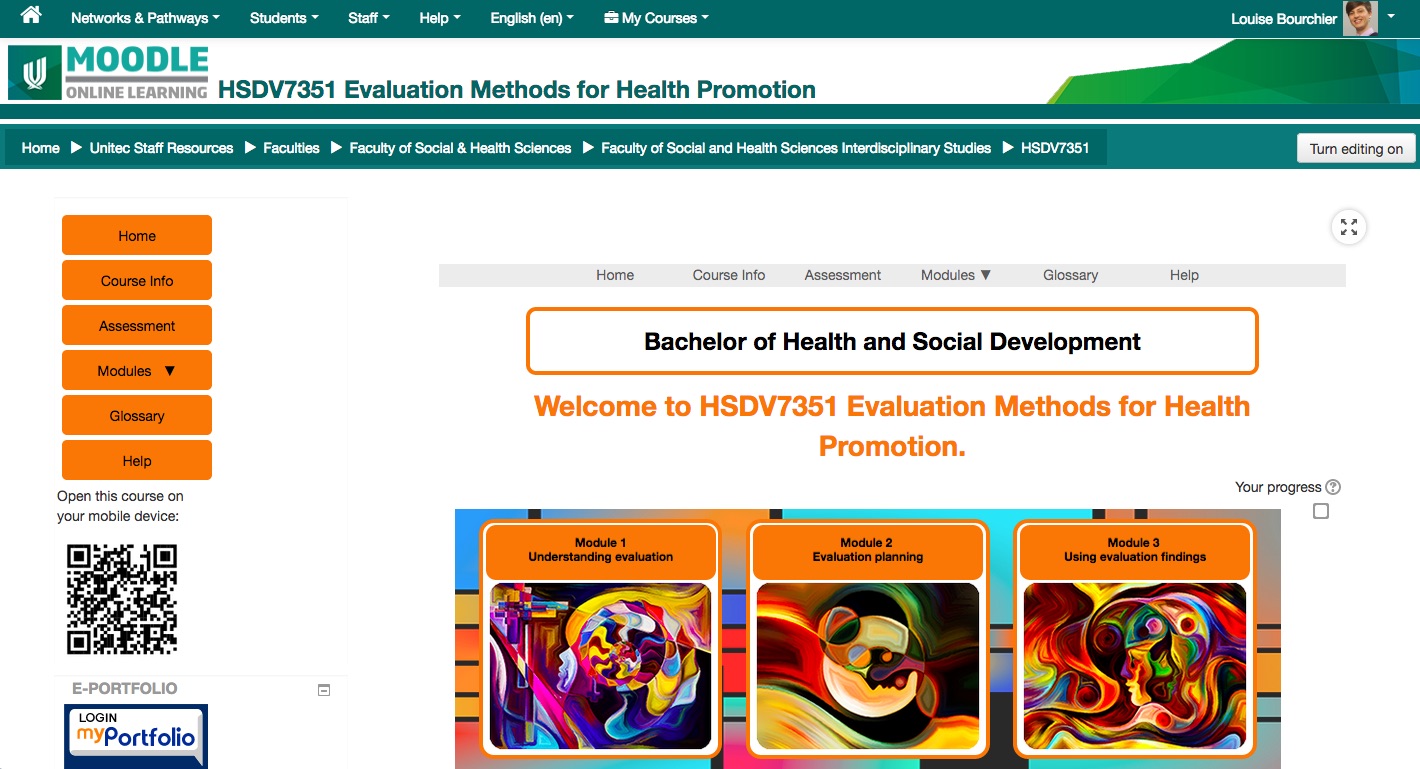 Networks & Pathways Students Staff Help English (en) My Courses Louise Bourchier
MOODLE
ONLINE LEARNING
HSDV7351 Evaluation Methods for Health Promotion
Home ▶ Unitec Staff Resources ▶ Faculties ▶ Faculty of Social & Health Sciences ▶ Faculty of Social and Health Sciences Interdisciplinary Studies ▶ HSDV7351
Turn editing on
Home
Course Info
Assessment
Modules ▼
Glossary
Help
Open this course on
your mobile device:
E-PORTFOLIO
LOGIN
myPortfolio
Home Course Info Assessment Modules ▼ Glossary Help
Bachelor of Health and Social Development
Welcome to HSDV7351 Evaluation Methods for Health
Promotion.
Your progress
Module 1
Understanding evaluation
Module 2
Evaluation planning
Module 3
Using evaluation findings